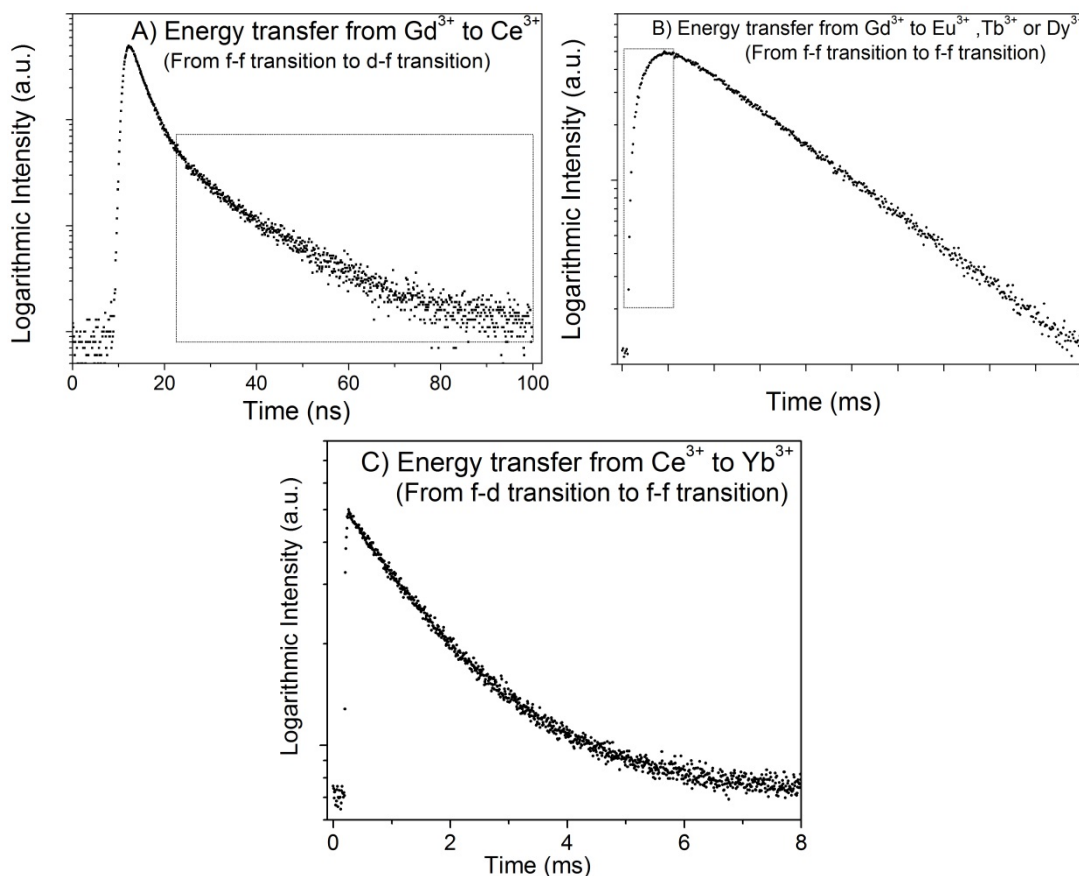 A) Energy transfer from Gd³⁺ to Ce³⁺
(From f-f transition to d-f transition)
Logarithmic Intensity (a.u.)
0 20 40 60 80 100
Time (ns)
B) Energy transfer from Gd³⁺ to Eu³⁺ ,Tb³⁺ or Dy³⁺
(From f-f transition to f-f transition)
Logarithmic Intensity (a.u.)
Time (ms)
C) Energy transfer from Ce³⁺ to Yb³⁺
(From f-d transition to f-f transition)
Logarithmic Intensity (a.u.)
0 2 4 6 8
Time (ms)